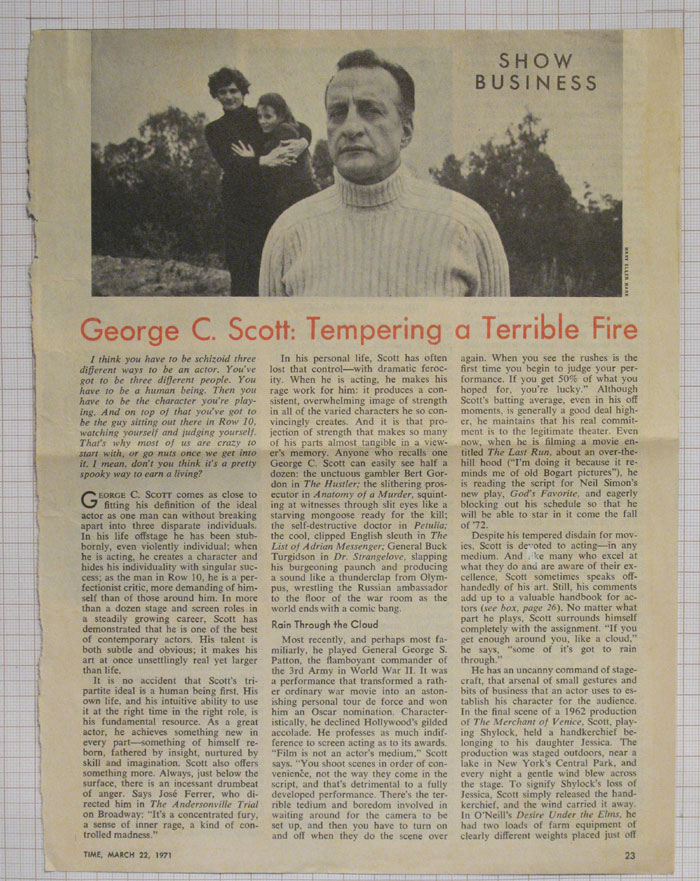 SHOW
BUSINESS
George C. Scott: Tempering a Terrible Fire
I think you have to be schizoid three
different ways to be an actor. You've
got to be three different people. You
have to be a human being. Then you
have to be the character you're play-
ing. And on top of that you've got to
be the guy sitting out there in Row 10,
watching yourself and judging yourself.
That's why most of us are crazy to
start with, or go nuts once we get into
it. I mean, don't you think it's a pretty
spooky way to earn a living?
GEORGE C. SCOTT comes as close to
fitting his definition of the ideal
actor as one man can without breaking
apart into three disparate individuals.
In his life offstage he has been stub-
bornly, even violently individual; when
he is acting, he creates a character and
hides his individuality with singular suc-
cess; as the man in Row 10, he is a per-
fectionist critic, more demanding of him-
self than of those around him. In more
than a dozen stage and screen roles in
a steadily growing career, Scott has
demonstrated that he is one of the best
of contemporary actors. His talent is
both subtle and obvious; it makes his
art at once unsettlingly real yet larger
than life.
It is no accident that Scott's tri-
partite ideal is a human being first. His
own life, and his intuitive ability to use
it at the right time in the right role, is
his fundamental resource. As a great
actor, he achieves something new in
every part—something of himself re-
born, fathered by insight, nurtured by
skill and imagination. Scott also offers
something more. Always, just below the
surface, there is an incessant drumbeat
of anger. Says José Ferrer, who di-
rected him in The Andersonville Trial
on Broadway: "It's a concentrated fury,
a sense of inner rage, a kind of con-
trolled madness."
In his personal life, Scott has often
lost that control—with dramatic feroc-
ity. When he is acting, he makes his
rage work for him: it produces a con-
sistent, overwhelming image of strength
in all of the varied characters he so con-
vincingly creates. And it is that pro-
jection of strength that makes so many
of his parts almost tangible in a view-
er's memory. Anyone who recalls one
George C. Scott can easily see half a
dozen: the unctuous gambler Bert Gor-
don in The Hustler; the slithering pros-
ecutor in Anatomy of a Murder, squint-
ing at witnesses through slit eyes like a
starving mongoose ready for the kill;
the self-destructive doctor in Petulia;
the cool, clipped English sleuth in The
List of Adrian Messenger; General Buck
Turgidson in Dr. Strangelove, slapping
his burgeoning paunch and producing
a sound like a thunderclap from Olym-
pus, wrestling the Russian ambassador
to the floor of the war room as the
world ends with a comic bang.
Rain Through the Cloud
Most recently, and perhaps most fa-
miliarly, he played General George S.
Patton, the flamboyant commander of
the 3rd Army in World War II. It was
a performance that transformed a rath-
er ordinary war movie into an aston-
ishing personal tour de force and won
him an Oscar nomination. Character-
istically, he declined Hollywood's gilded
accolade. He professes as much indif-
ference to screen acting as to its awards.
"Film is not an actor's medium," Scott
says. "You shoot scenes in order of con-
venience, not the way they come in the
script, and that's detrimental to a fully
developed performance. There's the ter-
rible tedium and boredom involved in
waiting around for the camera to be
set up, and then you have to turn on
and off when they do the scene over
again. When you see the rushes is the
first time you begin to judge your per-
formance. If you get 50% of what you
hoped for, you're lucky." Although
Scott's batting average, even in his off
moments, is generally a good deal high-
er, he maintains that his real commit-
ment is to the legitimate theater. Even
now, when he is filming a movie en-
titled The Last Run, about an over-the-
hill hood ("I'm doing it because it re-
minds me of old Bogart pictures"), he
is reading the script for Neil Simon's
new play, God's Favorite, and eagerly
blocking out his schedule so that he
will be able to star in it come the fall
of '72.
Despite his tempered disdain for mov-
ies, Scott is devoted to acting—in any
medium. And like many who excel at
what they do and are aware of their ex-
cellence, Scott sometimes speaks off-
handedly of his art. Still, his comments
add up to a valuable handbook for ac-
tors (see box, page 26). No matter what
part he plays, Scott surrounds himself
completely with the assignment. "If you
get enough around you, like a cloud,"
he says, "some of it's got to rain
through."
He has an uncanny command of stage-
craft, that arsenal of small gestures and
bits of business that an actor uses to es-
tablish his character for the audience.
In the final scene of a 1962 production
of The Merchant of Venice, Scott, play-
ing Shylock, held a handkerchief be-
longing to his daughter Jessica. The
production was staged outdoors, near a
lake in New York's Central Park, and
every night a gentle wind blew across
the stage. To signify Shylock's loss of
Jessica, Scott simply released the hand-
kerchief, and the wind carried it away.
In O'Neill's Desire Under the Elms, he
had two loads of farm equipment of
clearly different weights placed just off
TIME, MARCH 22, 1971
23